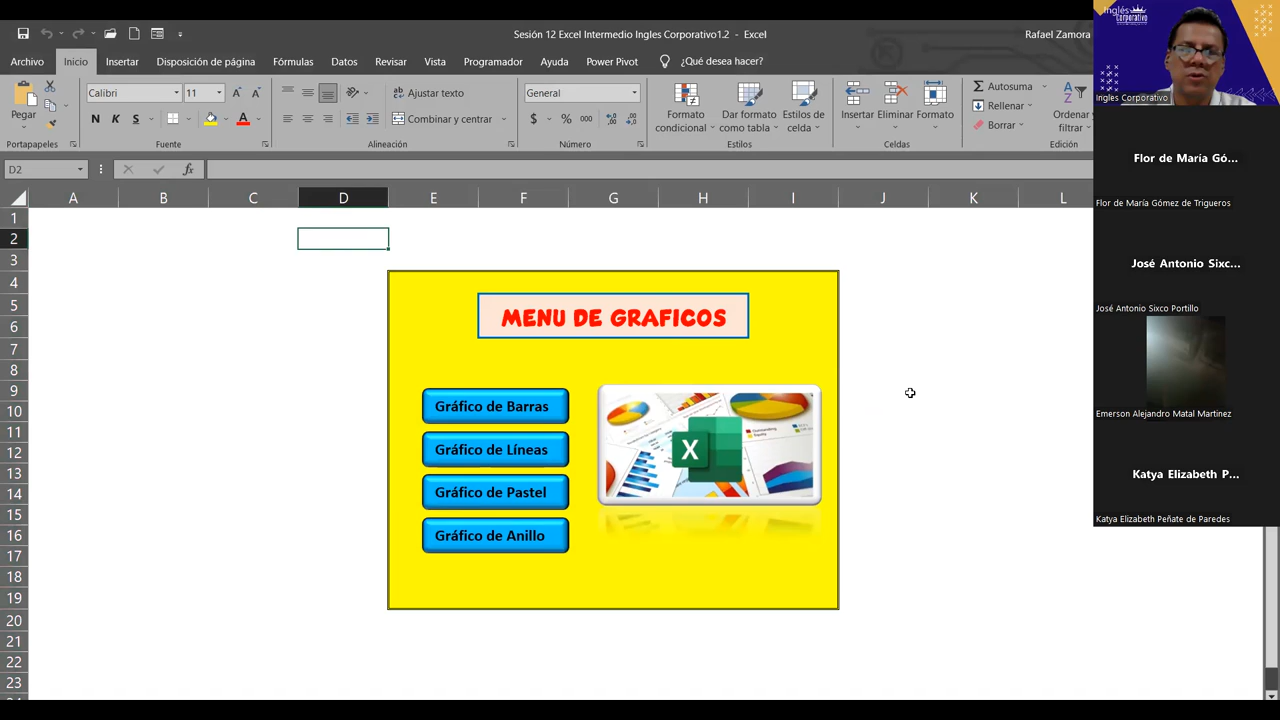 Sesión 12 Excel Intermedio Ingles Corporativo1.2 - Excel
Rafael Zamora
Archivo Inicio Insertar Disposición de página Fórmulas Datos Revisar Vista Programador Ayuda Power Pivot ¿Qué desea hacer?
Pegar
Calibri 11
N K S
Ajustar texto
Combinar y centrar
General
$ % 000
Formato condicional
Dar formato como tabla
Estilos de celda
Insertar Eliminar Formato
Autosuma
Rellenar
Borrar
Ordenar y filtrar
Portapapeles Fuente Alineación Número Estilos Celdas Edición
D2 fx
A B C D E F G H I J K L
1
2
3
4
5
6
7
8
9
10
11
12
13
14
15
16
17
18
19
20
21
22
23
MENU DE GRAFICOS
Gráfico de Barras
Gráfico de Líneas
Gráfico de Pastel
Gráfico de Anillo
X
Inglés
Corporativo
Ingles Corporativo
Flor de María Gó...
Flor de María Gómez de Trigueros
José Antonio Sixc...
José Antonio Sixco Portillo
Emerson Alejandro Matal Martinez
Katya Elizabeth P...
Katya Elizabeth Peñate de Paredes